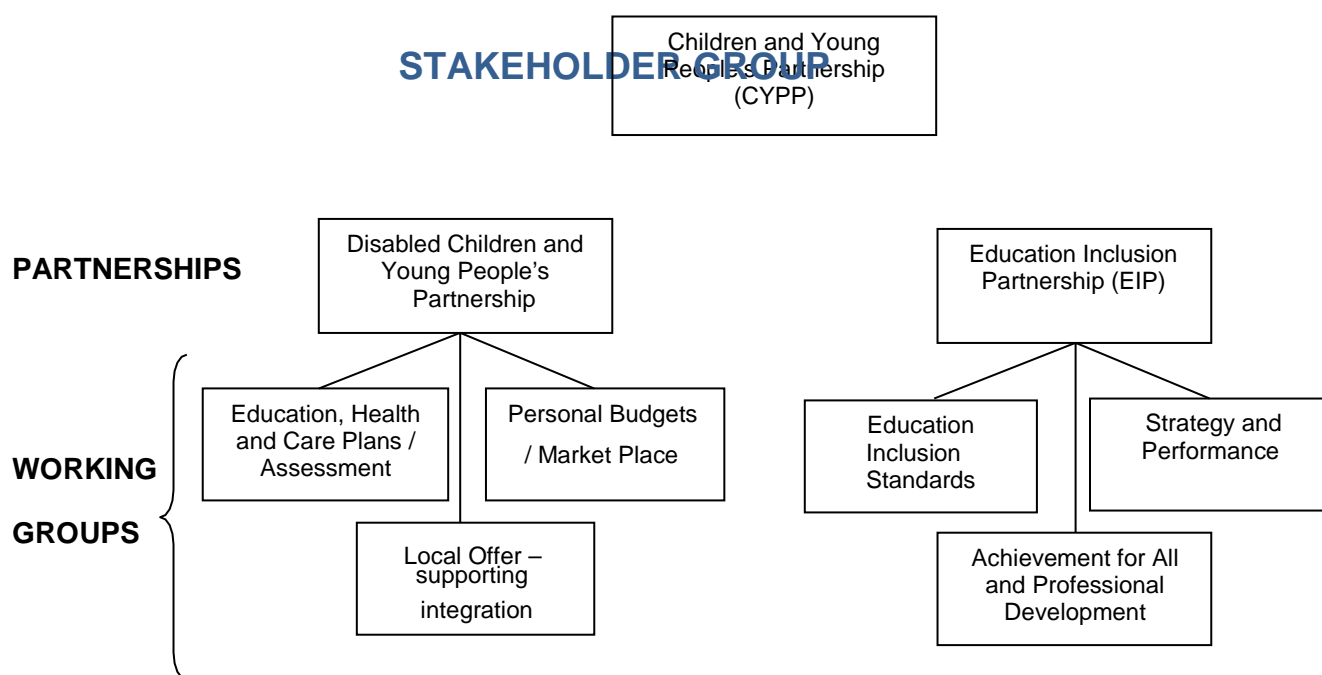 Children and Young
STAKEHOLDER GROUP
People's Partnership
(CYPP)
PARTNERSHIPS
Disabled Children and
Young People’s
Partnership
Education Inclusion
Partnership (EIP)
WORKING
GROUPS
Education, Health
and Care Plans /
Assessment
Personal Budgets
/ Market Place
Local Offer –
supporting
integration
Education
Inclusion
Standards
Strategy and
Performance
Achievement for All
and Professional
Development